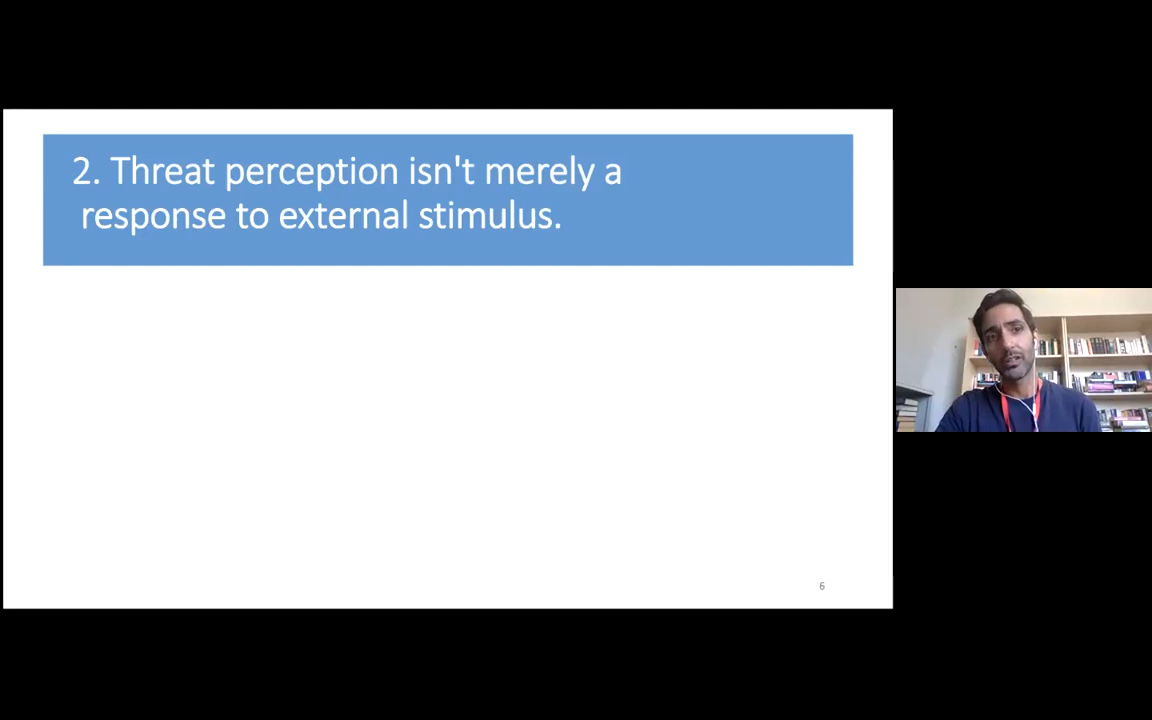 2. Threat perception isn't merely a
response to external stimulus.
6